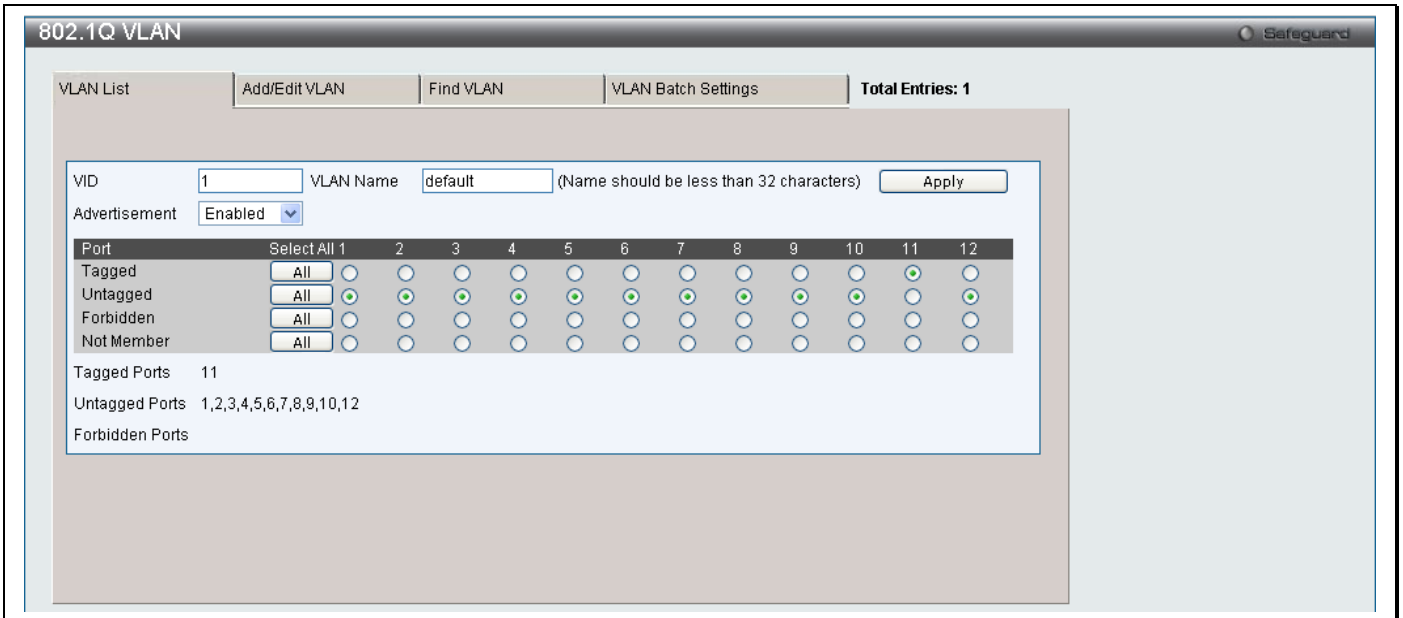 802.1Q VLAN Safeguard
VLAN List Add/Edit VLAN Find VLAN VLAN Batch Settings Total Entries: 1
VID 1 VLAN Name default (Name should be less than 32 characters) Apply
Advertisement Enabled
Port Select All 1 2 3 4 5 6 7 8 9 10 11 12
Tagged All
Untagged All
Forbidden All
Not Member All
Tagged Ports 11
Untagged Ports 1,2,3,4,5,6,7,8,9,10,12
Forbidden Ports